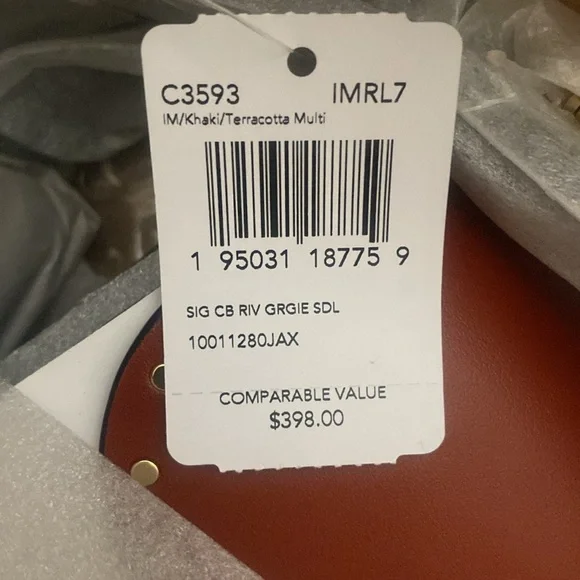 C3593 IMRL7
IM/Khaki/Terracotta Multi
1 95031 18775 9
SIG CB RIV GRGIE SDL
10011280JAX
COMPARABLE VALUE
$398.00